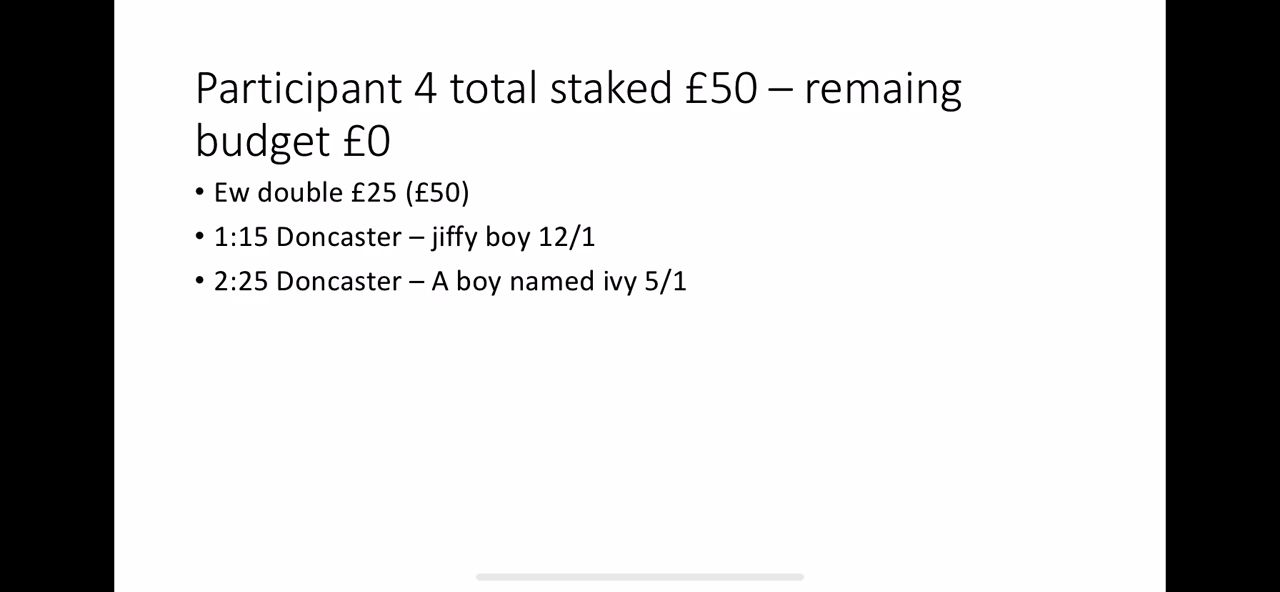 Participant 4 total staked £50 – remaing
budget £0
• Ew double £25 (£50)
• 1:15 Doncaster – jiffy boy 12/1
• 2:25 Doncaster – A boy named ivy 5/1